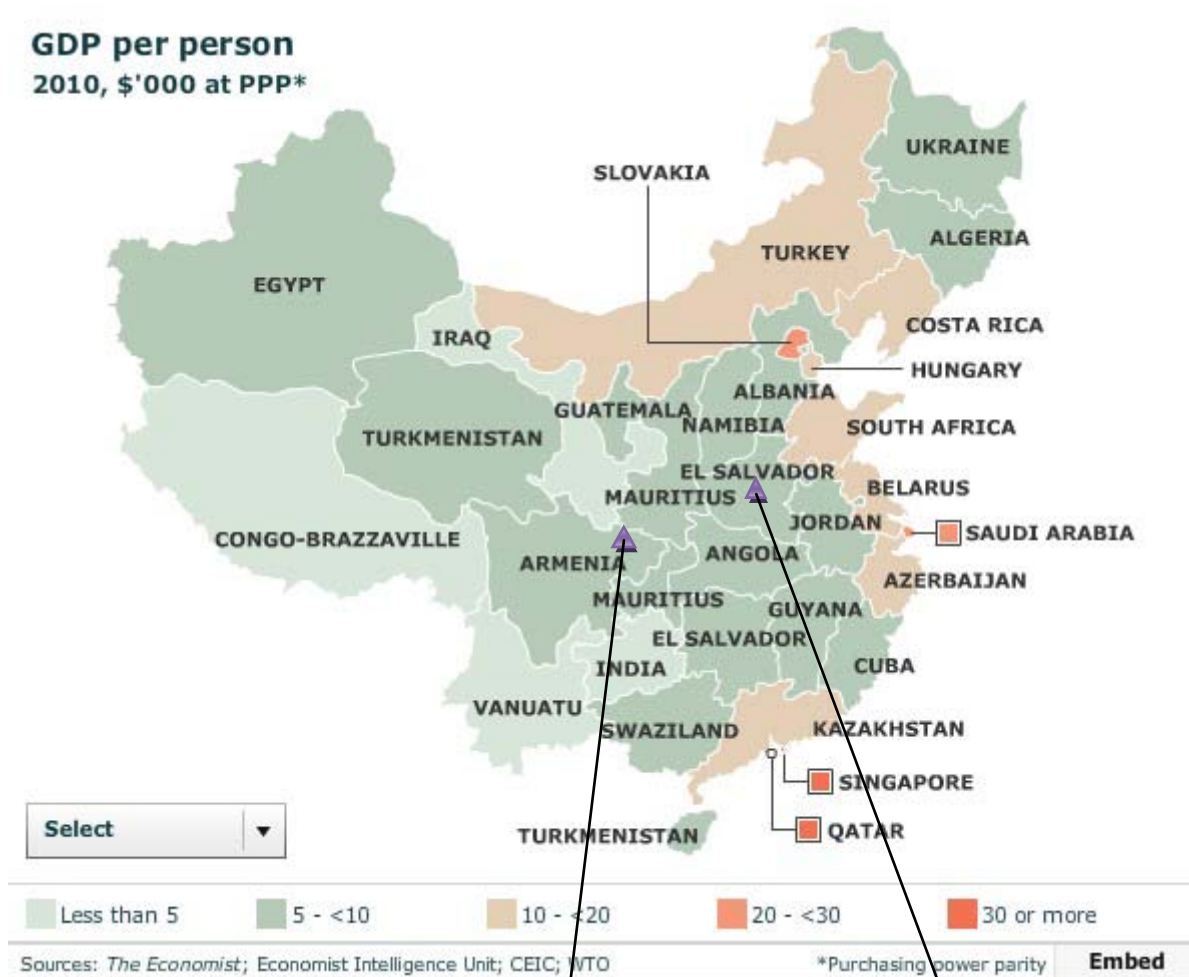 GDP per person
2010, $'000 at PPP*
UKRAINE
SLOVAKIA
ALGERIA
TURKEY
EGYPT
COSTA RICA
IRAQ
HUNGARY
ALBANIA
GUATEMALA
NAMIBIA
SOUTH AFRICA
TURKMENISTAN
EL SALVADOR
BELARUS
MAURITIUS
JORDAN
SAUDI ARABIA
CONGO-BRAZZAVILLE
ANGOLA
ARMENIA
AZERBAIJAN
MAURITIUS
GUYANA
EL SALVADOR
CUBA
INDIA
VANUATU
SWAZILAND
KAZAKHSTAN
SINGAPORE
Select
QATAR
TURKMENISTAN
Less than 5
5 - <10
10 - <20
20 - <30
30 or more
Sources: The Economist; Economist Intelligence Unit; CEIC; WTO
*Purchasing power parity
Embed